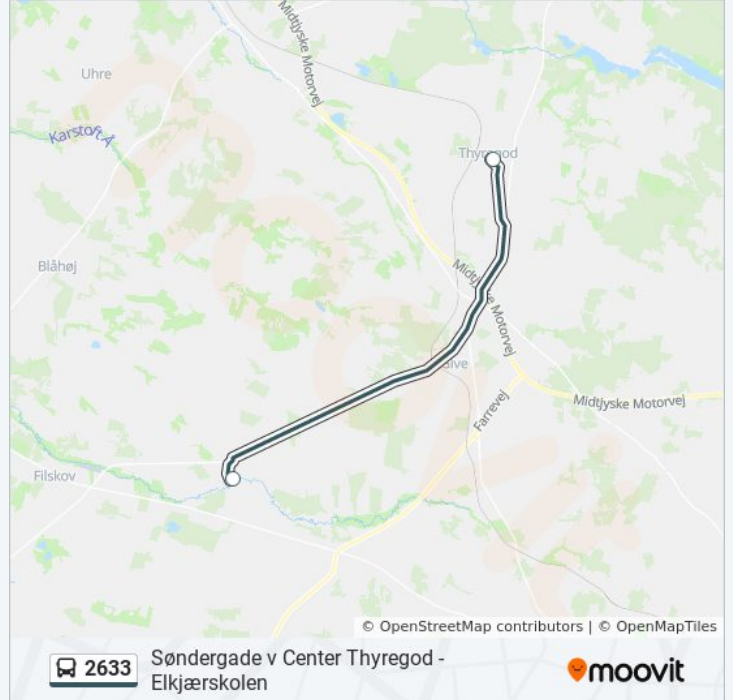 Midtjyske Motorvej
Uhre
Karstoft Å
Thyregod
Blåhøj
Midtjyske Motorvej
Give
Midtjyske Motorvej
Farrevej
Filskov
© OpenStreetMap contributors | © OpenMapTiles
2633
Søndergade v Center Thyregod -
Elkjærskolen
moovit